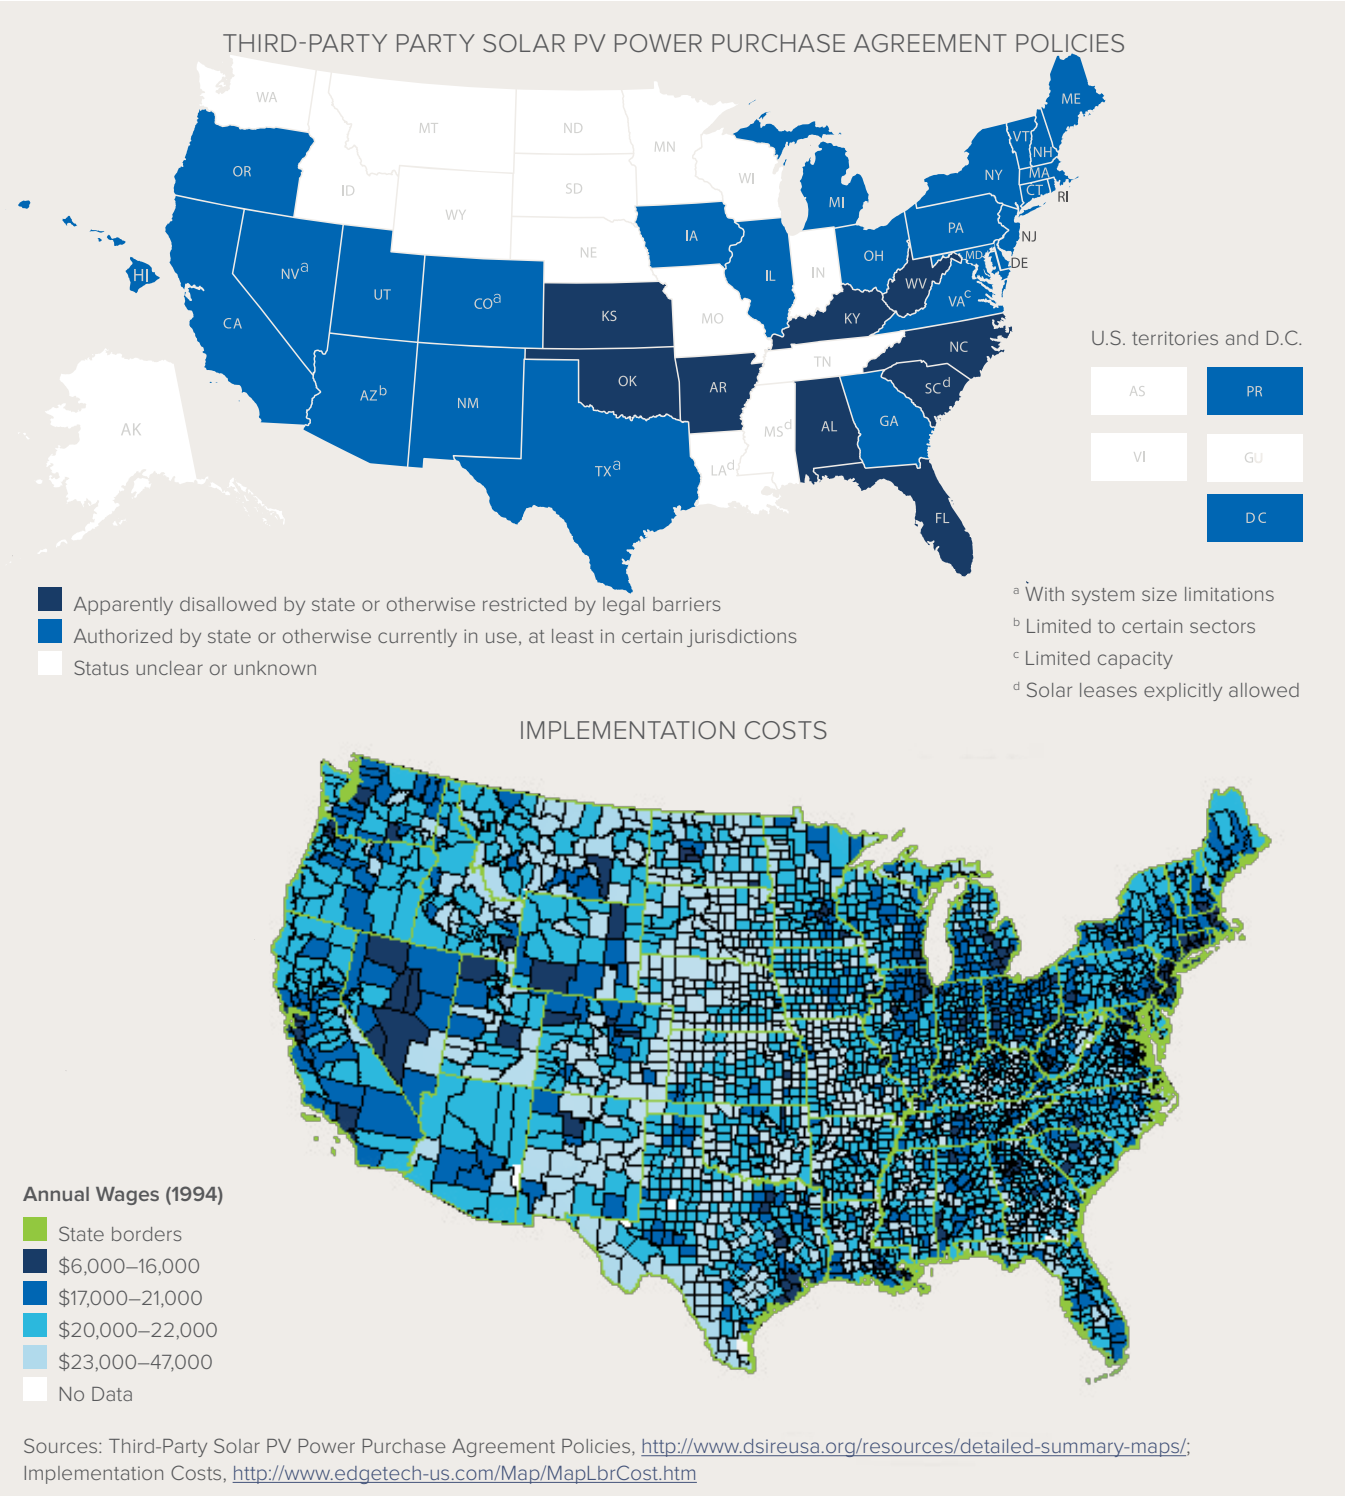 THIRD-PARTY PARTY SOLAR PV POWER PURCHASE AGREEMENT POLICIES
WA
MT
ND
MN
ME
VT
NH
OR
ID
SD
WI
MI
NY
MA
CT
RI
WY
IA
PA
NJ
NE
OH
MD
DE
HI
NVᵃ
UT
COᵃ
IL
IN
WV
VAᶜ
CA
KS
MO
KY
NC
U.S. territories and D.C.
AZᵇ
NM
OK
AR
TN
SCᵈ
AS
PR
AK
TXᵃ
LAᵈ
MSᵈ
AL
GA
VI
GU
FL
DC
Apparently disallowed by state or otherwise restricted by legal barriers
Authorized by state or otherwise currently in use, at least in certain jurisdictions
Status unclear or unknown
ᵃ With system size limitations
ᵇ Limited to certain sectors
ᶜ Limited capacity
ᵈ Solar leases explicitly allowed
IMPLEMENTATION COSTS
Annual Wages (1994)
State borders
$6,000–16,000
$17,000–21,000
$20,000–22,000
$23,000–47,000
No Data
Sources: Third-Party Solar PV Power Purchase Agreement Policies, http://www.dsireusa.org/resources/detailed-summary-maps/;
Implementation Costs, http://www.edgetech-us.com/Map/MapLbrCost.htm